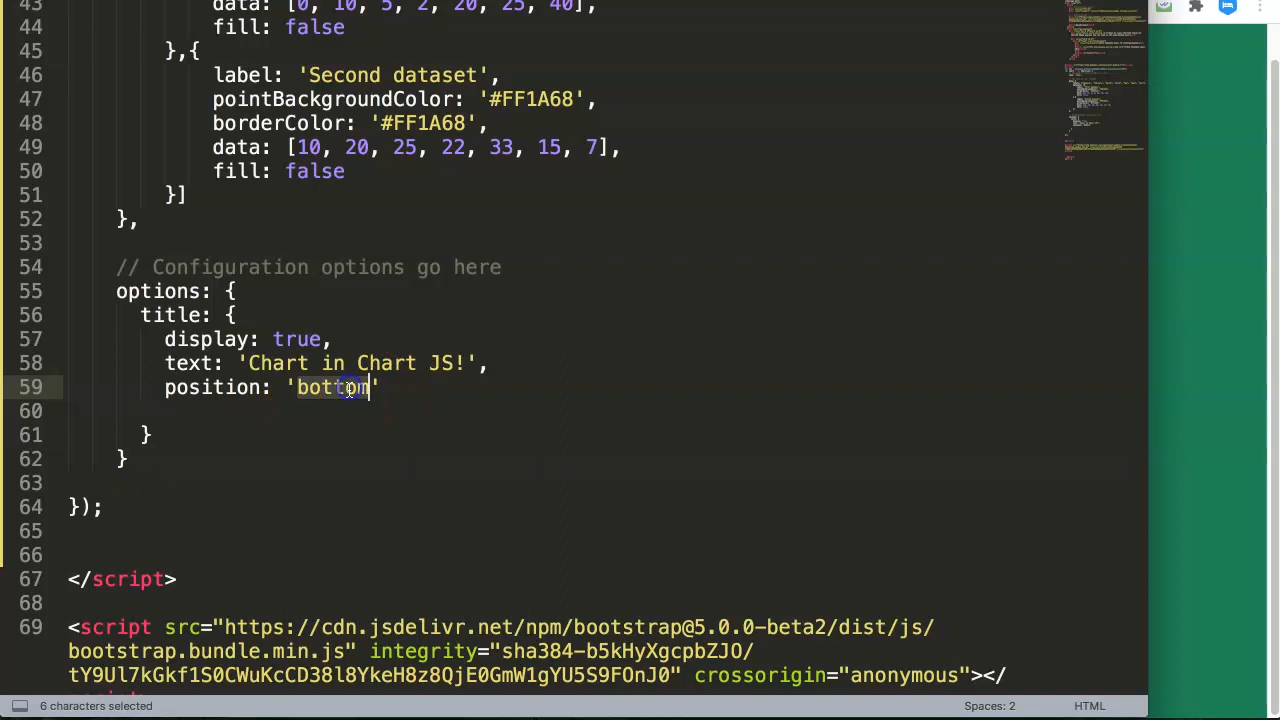 43 data: [0, 10, 5, 2, 20, 25, 40],
44 fill: false
45 },{
46 label: 'Second dataset',
47 pointBackgroundColor: '#FF1A68',
48 borderColor: '#FF1A68',
49 data: [10, 20, 25, 22, 33, 15, 7],
50 fill: false
51 }]
52 },
53
54 // Configuration options go here
55 options: {
56 title: {
57 display: true,
58 text: 'Chart in Chart JS!',
59 position: 'bottom'
60
61 }
62 }
63
64 });
65
66
67 </script>
68
69 <script src="https://cdn.jsdelivr.net/npm/bootstrap@5.0.0-beta2/dist/js/
bootstrap.bundle.min.js" integrity="sha384-b5kHyXgcpbZJO/
tY9Ul7kGkf1S0CWuKcCD38l8YkeH8z8QjE0GmW1gYU5S9FOnJ0" crossorigin="anonymous"></
6 characters selected
Spaces: 2
HTML